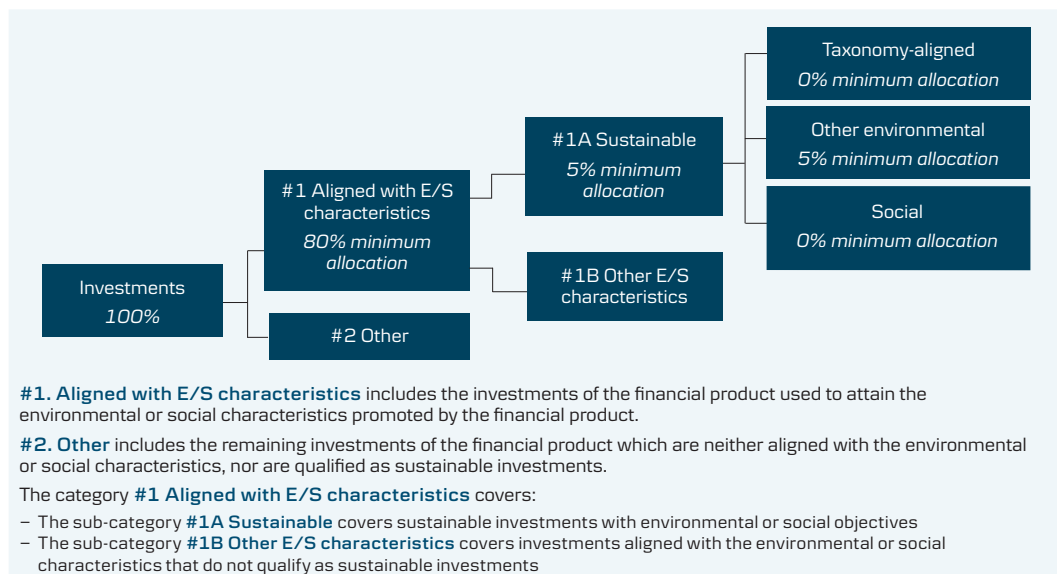 Investments
100%
#1 Aligned with E/S
characteristics
80% minimum
allocation
#2 Other
#1A Sustainable
5% minimum
allocation
#1B Other E/S
characteristics
Taxonomy-aligned
0% minimum allocation
Other environmental
5% minimum allocation
Social
0% minimum allocation
#1. Aligned with E/S characteristics includes the investments of the financial product used to attain the
environmental or social characteristics promoted by the financial product.
#2. Other includes the remaining investments of the financial product which are neither aligned with the environmental
or social characteristics, nor are qualified as sustainable investments.
The category #1 Aligned with E/S characteristics covers:
– The sub-category #1A Sustainable covers sustainable investments with environmental or social objectives
– The sub-category #1B Other E/S characteristics covers investments aligned with the environmental or social
characteristics that do not qualify as sustainable investments